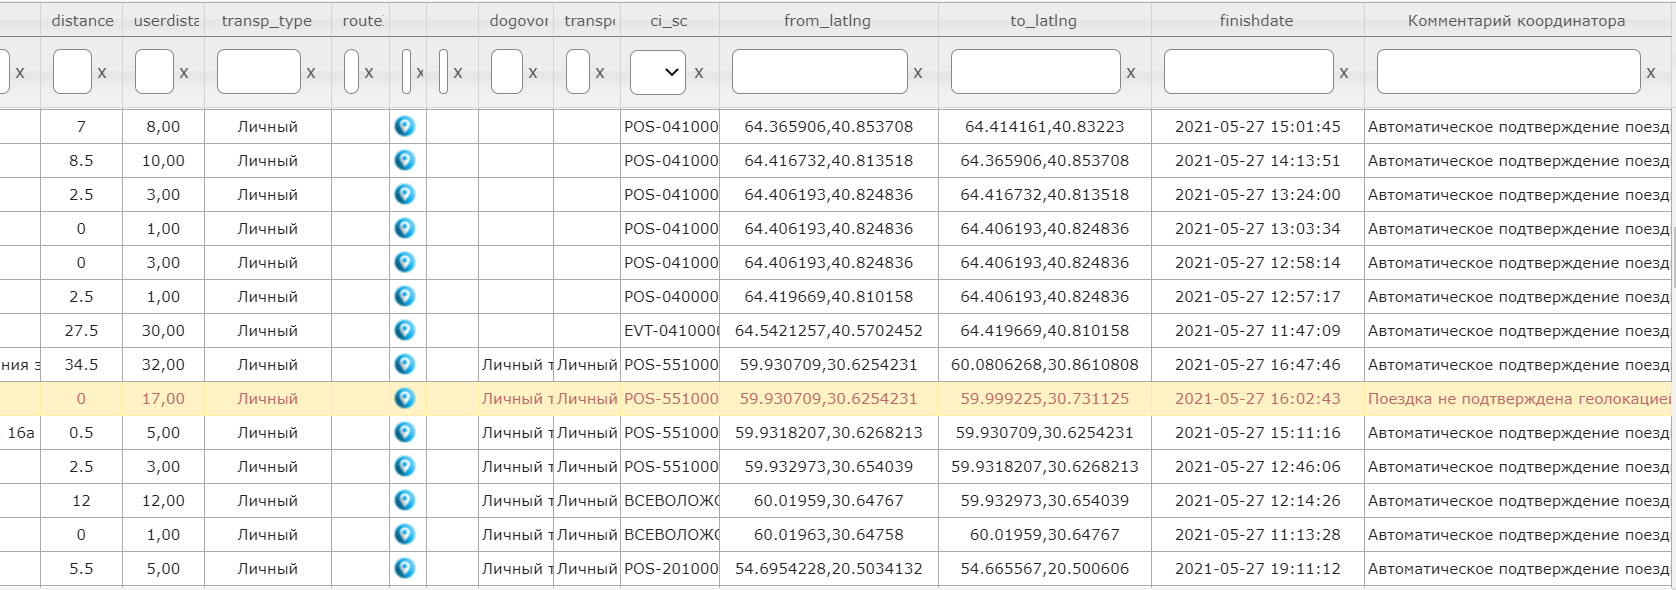 distance userdista transp_type route dogovor transpo ci_sc from_latlng to_latlng finishdate Комментарий координатора
x x x x x x x x x x x x x x
7 8,00 Личный POS-041000 64.365906,40.853708 64.414161,40.83223 2021-05-27 15:01:45 Автоматическое подтверждение поезд
8.5 10,00 Личный POS-041000 64.416732,40.813518 64.365906,40.853708 2021-05-27 14:13:51 Автоматическое подтверждение поезд
2.5 3,00 Личный POS-041000 64.406193,40.824836 64.416732,40.813518 2021-05-27 13:24:00 Автоматическое подтверждение поезд
0 1,00 Личный POS-041000 64.406193,40.824836 64.406193,40.824836 2021-05-27 13:03:34 Автоматическое подтверждение поезд
0 3,00 Личный POS-041000 64.406193,40.824836 64.406193,40.824836 2021-05-27 12:58:14 Автоматическое подтверждение поезд
2.5 1,00 Личный POS-040000 64.419669,40.810158 64.406193,40.824836 2021-05-27 12:57:17 Автоматическое подтверждение поезд
27.5 30,00 Личный EVT-041000 64.5421257,40.5702452 64.419669,40.810158 2021-05-27 11:47:09 Автоматическое подтверждение поезд
ния э 34.5 32,00 Личный Личный т Личный POS-551000 59.930709,30.6254231 60.0806268,30.8610808 2021-05-27 16:47:46 Автоматическое подтверждение поезд
0 17,00 Личный Личный т Личный POS-551000 59.930709,30.6254231 59.999225,30.731125 2021-05-27 16:02:43 Поездка не подтверждена геолокацией
16а 0.5 5,00 Личный Личный т Личный POS-551000 59.9318207,30.6268213 59.930709,30.6254231 2021-05-27 15:11:16 Автоматическое подтверждение поезд
2.5 3,00 Личный Личный т Личный POS-551000 59.932973,30.654039 59.9318207,30.6268213 2021-05-27 12:46:06 Автоматическое подтверждение поезд
12 12,00 Личный Личный т Личный ВСЕВОЛОЖС 60.01959,30.64767 59.932973,30.654039 2021-05-27 12:14:26 Автоматическое подтверждение поезд
0 1,00 Личный Личный т Личный ВСЕВОЛОЖС 60.01963,30.64758 60.01959,30.64767 2021-05-27 11:13:28 Автоматическое подтверждение поезд
5.5 5,00 Личный Личный т Личный POS-201000 54.6954228,20.5034132 54.665567,20.500606 2021-05-27 19:11:12 Автоматическое подтверждение поезд